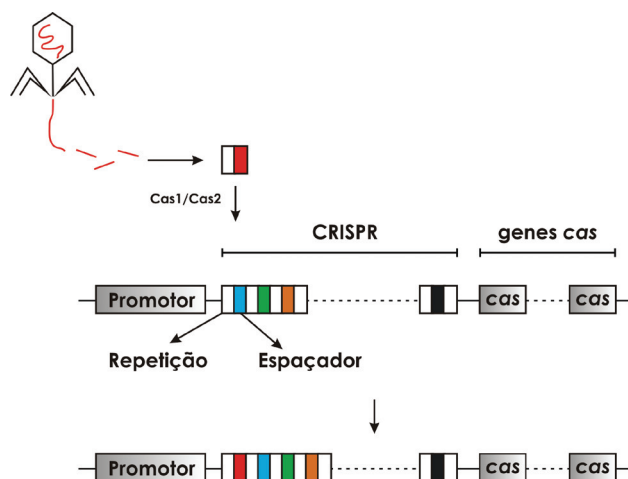 Cas1/Cas2
CRISPR
genes cas
Promotor
cas
cas
Repetição
Espaçador
Promotor
cas
cas